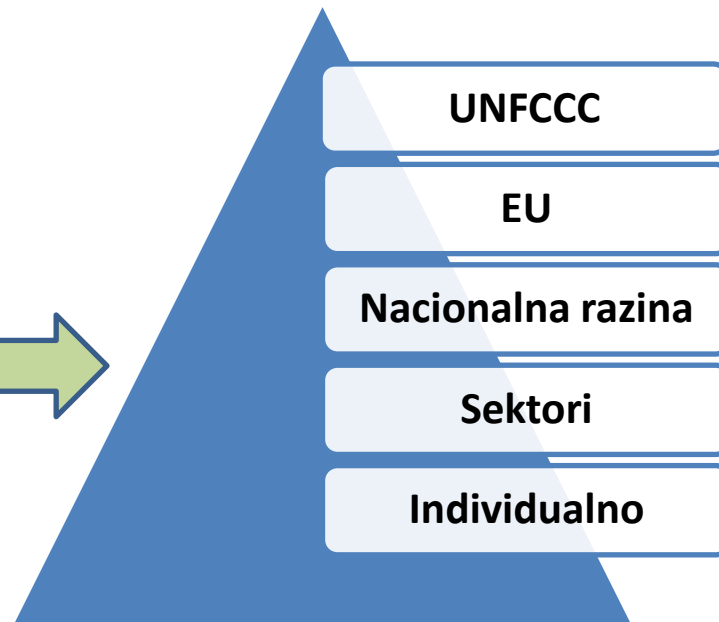 UNFCCC
EU
Nacionalna razina
Sektori
Individualno